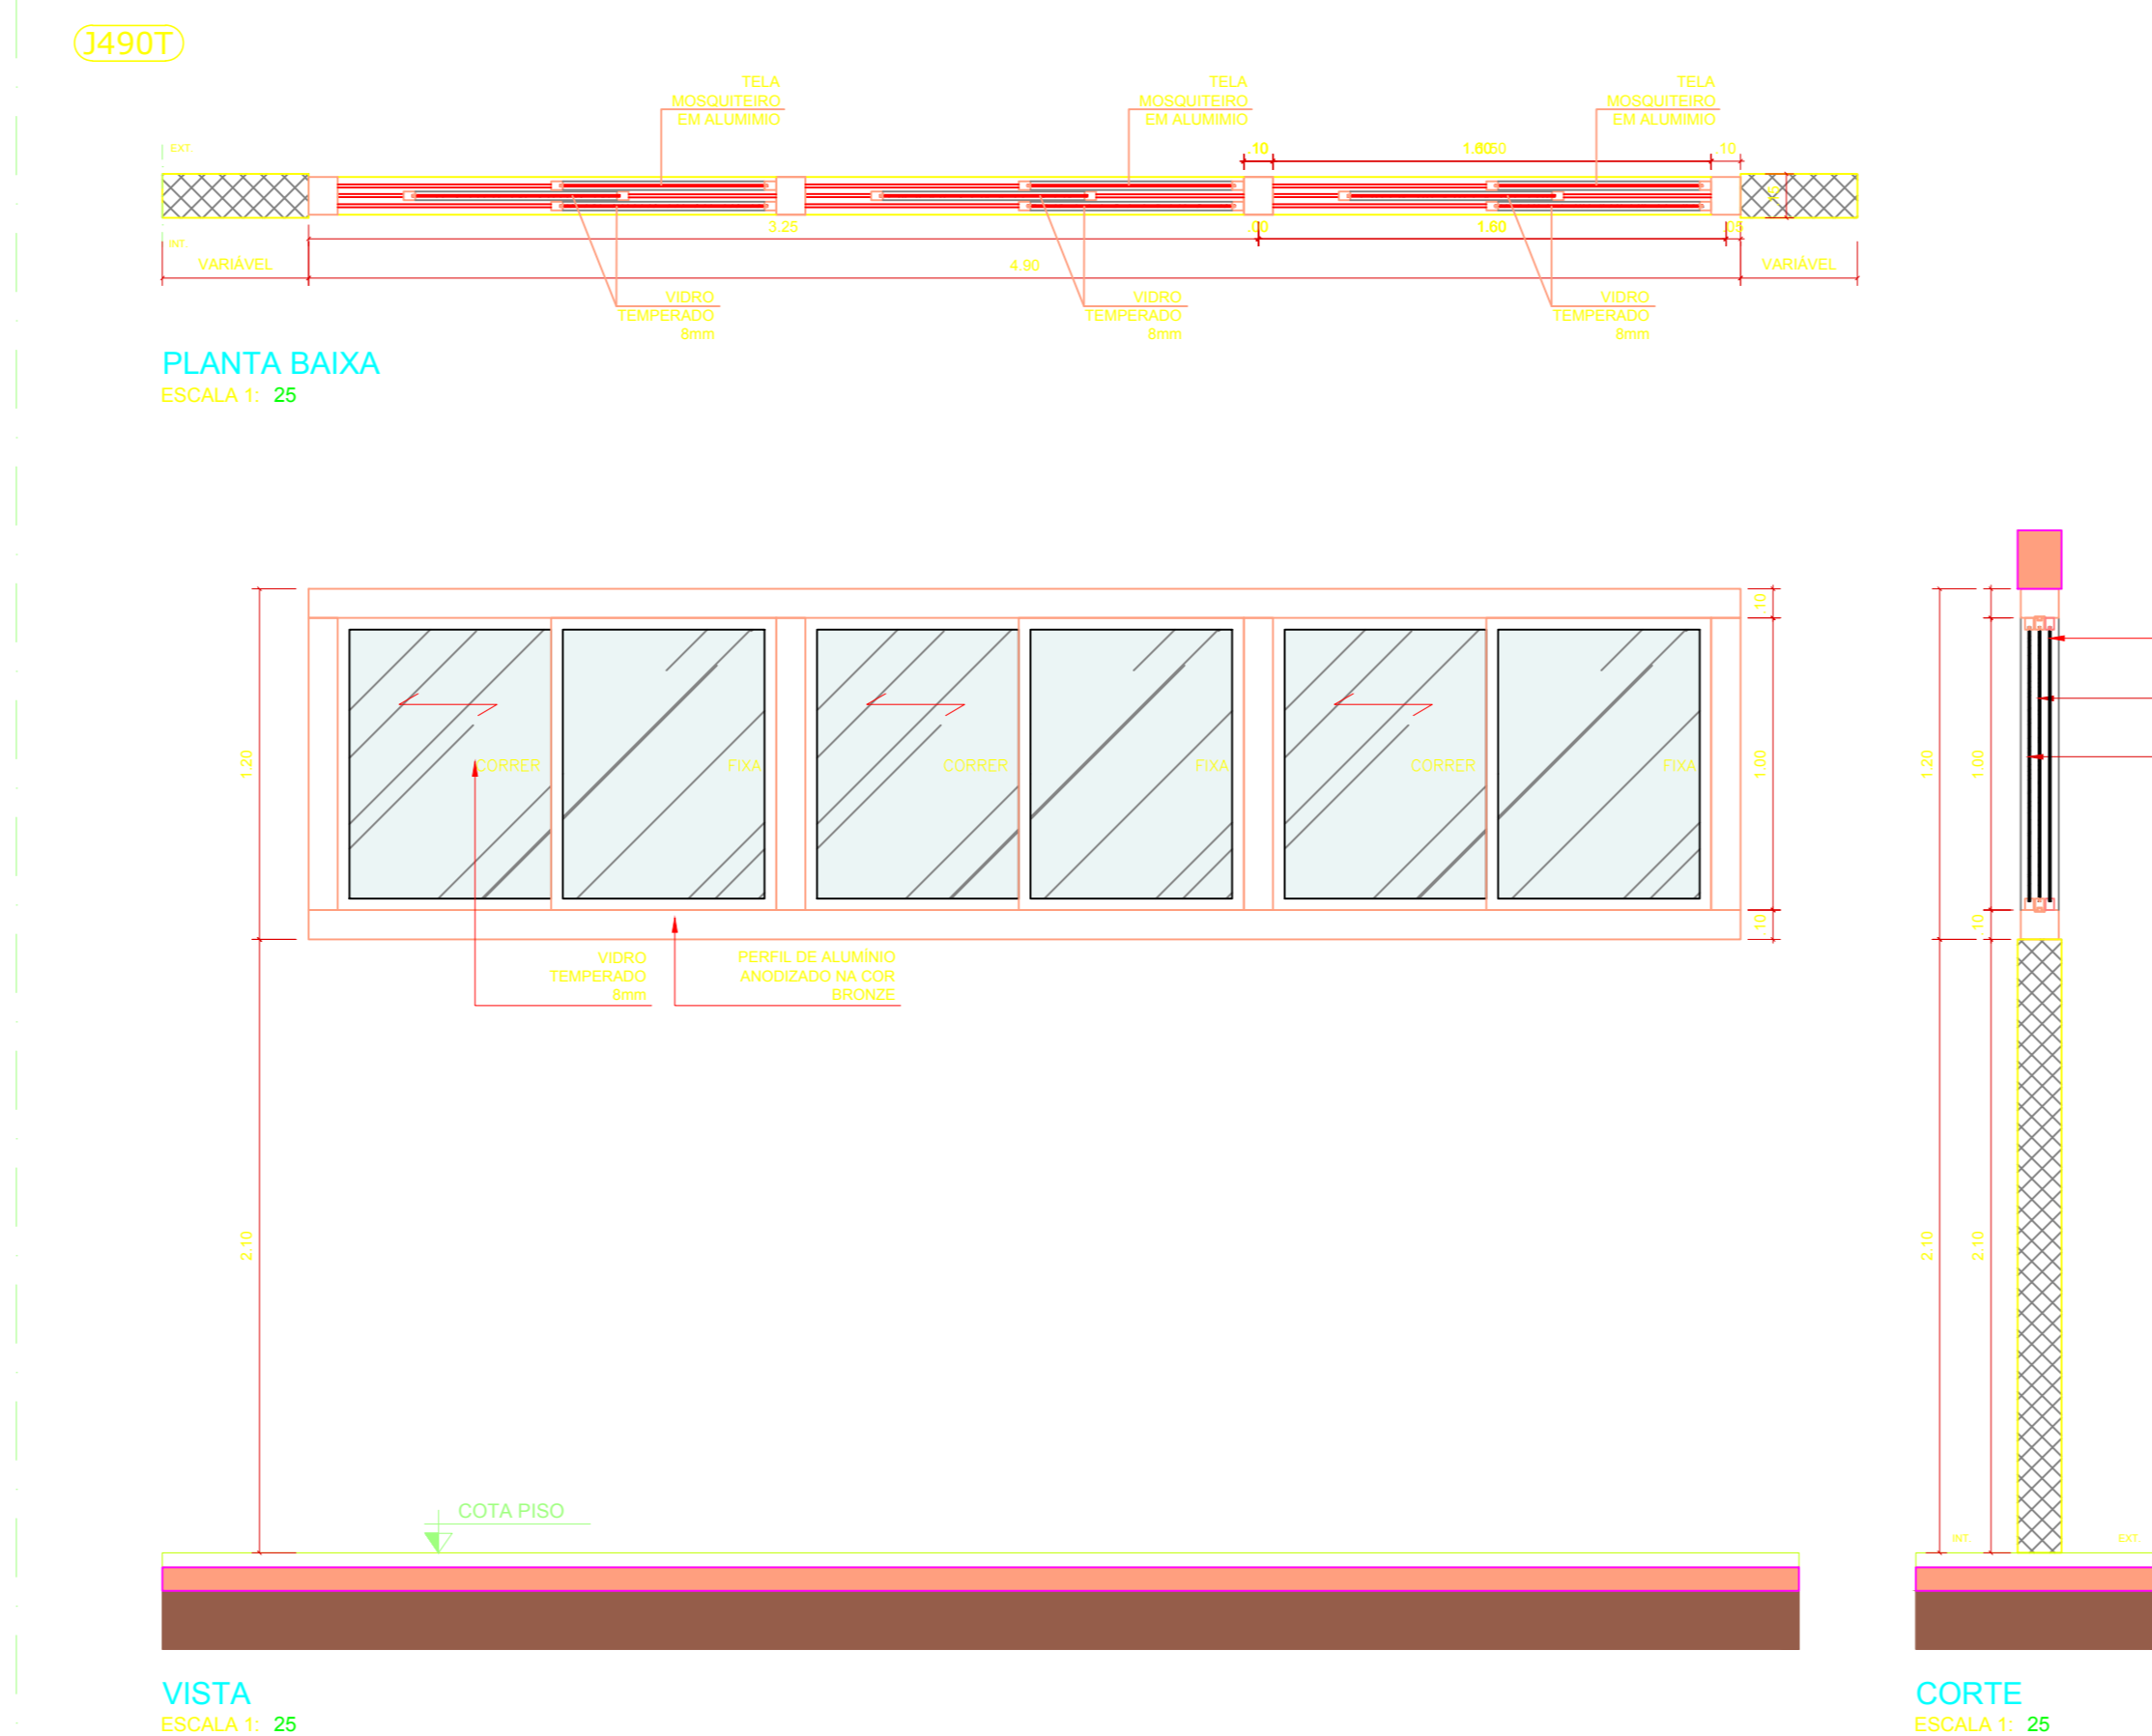 J490T
TELA
MOSQUITEIRO
EM ALUMIMIO
TELA
MOSQUITEIRO
EM ALUMIMIO
TELA
MOSQUITEIRO
EM ALUMIMIO
EXT
.10
.10
INT.
3.25
.00
1.60
.05
VARIÁVEL
4.90
VARIÁVEL
VIDRO
TEMPERADO
8mm
VIDRO
TEMPERADO
8mm
VIDRO
TEMPERADO
8mm
PLANTA BAIXA
ESCALA 1: 25
.10
1.20
CORRER
FIXA
CORRER
FIXA
CORRER
FIXA
1.00
1.20
1.00
.10
.10
VIDRO
TEMPERADO
8mm
PERFIL DE ALUMÍNIO
ANODIZADO NA COR
BRONZE
2.10
2.10
2.10
COTA PISO
INT.
EXT
VISTA
ESCALA 1: 25
CORTE
ESCALA 1: 25